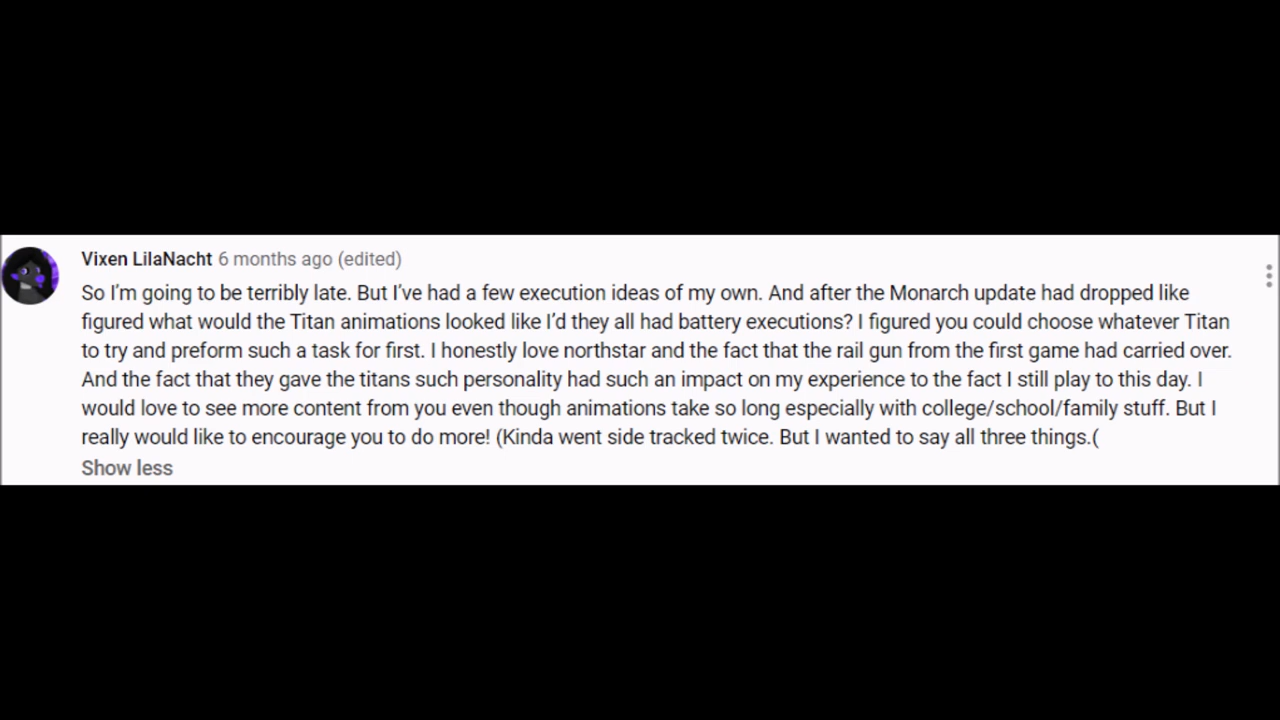 Vixen LilaNacht 6 months ago (edited)
So I'm going to be terribly late. But I've had a few execution ideas of my own. And after the Monarch update had dropped like
figured what would the Titan animations looked like I'd they all had battery executions? I figured you could choose whatever Titan
to try and preform such a task for first. I honestly love northstar and the fact that the rail gun from the first game had carried over.
And the fact that they gave the titans such personality had such an impact on my experience to the fact I still play to this day. I
would love to see more content from you even though animations take so long especially with college/school/family stuff. But I
really would like to encourage you to do more! (Kinda went side tracked twice. But I wanted to say all three things.(
Show less